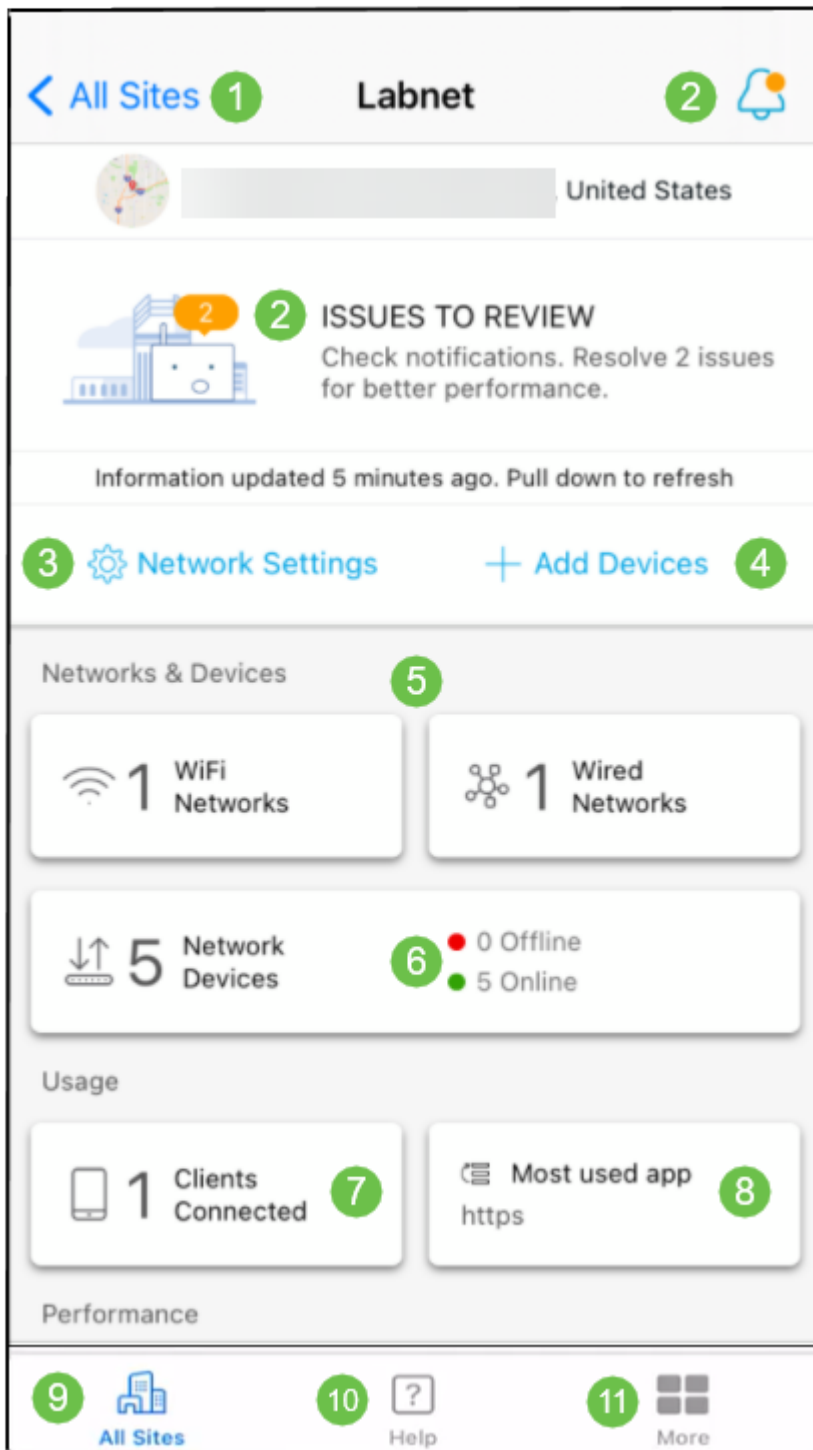 All Sites 1 Labnet 2
, United States
2 2 ISSUES TO REVIEW
Check notifications. Resolve 2 issues
for better performance.
Information updated 5 minutes ago. Pull down to refresh
3 Network Settings + Add Devices 4
Networks & Devices 5
1 WiFi Networks
1 Wired Networks
5 Network Devices
6
0 Offline
5 Online
Usage
1 Clients Connected 7
Most used app 8
https
Performance
9 All Sites
10 ? Help
11 More